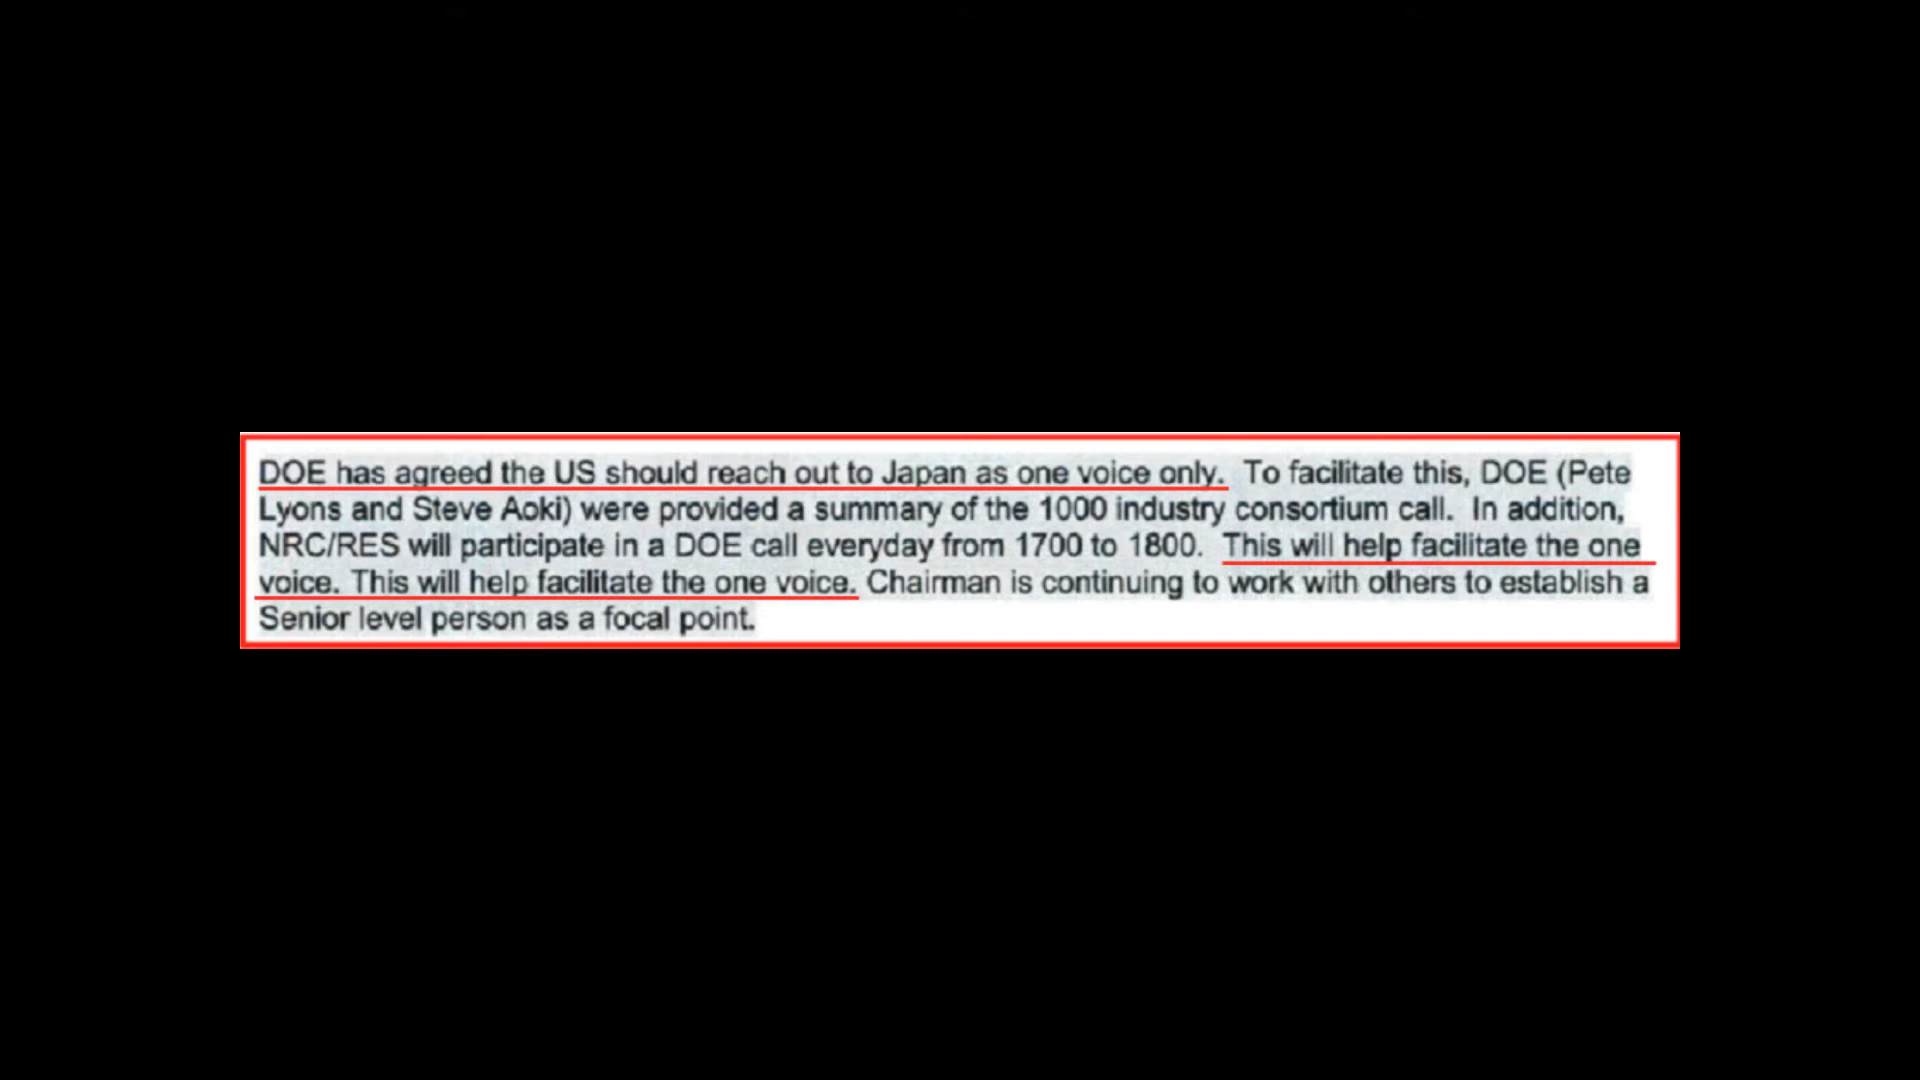 DOE has agreed the US should reach out to Japan as one voice only. To facilitate this, DOE (Pete
Lyons and Steve Aoki) were provided a summary of the 1000 industry consortium call. In addition,
NRC/RES will participate in a DOE call everyday from 1700 to 1800. This will help facilitate the one
voice. This will help facilitate the one voice. Chairman is continuing to work with others to establish a
Senior level person as a focal point.